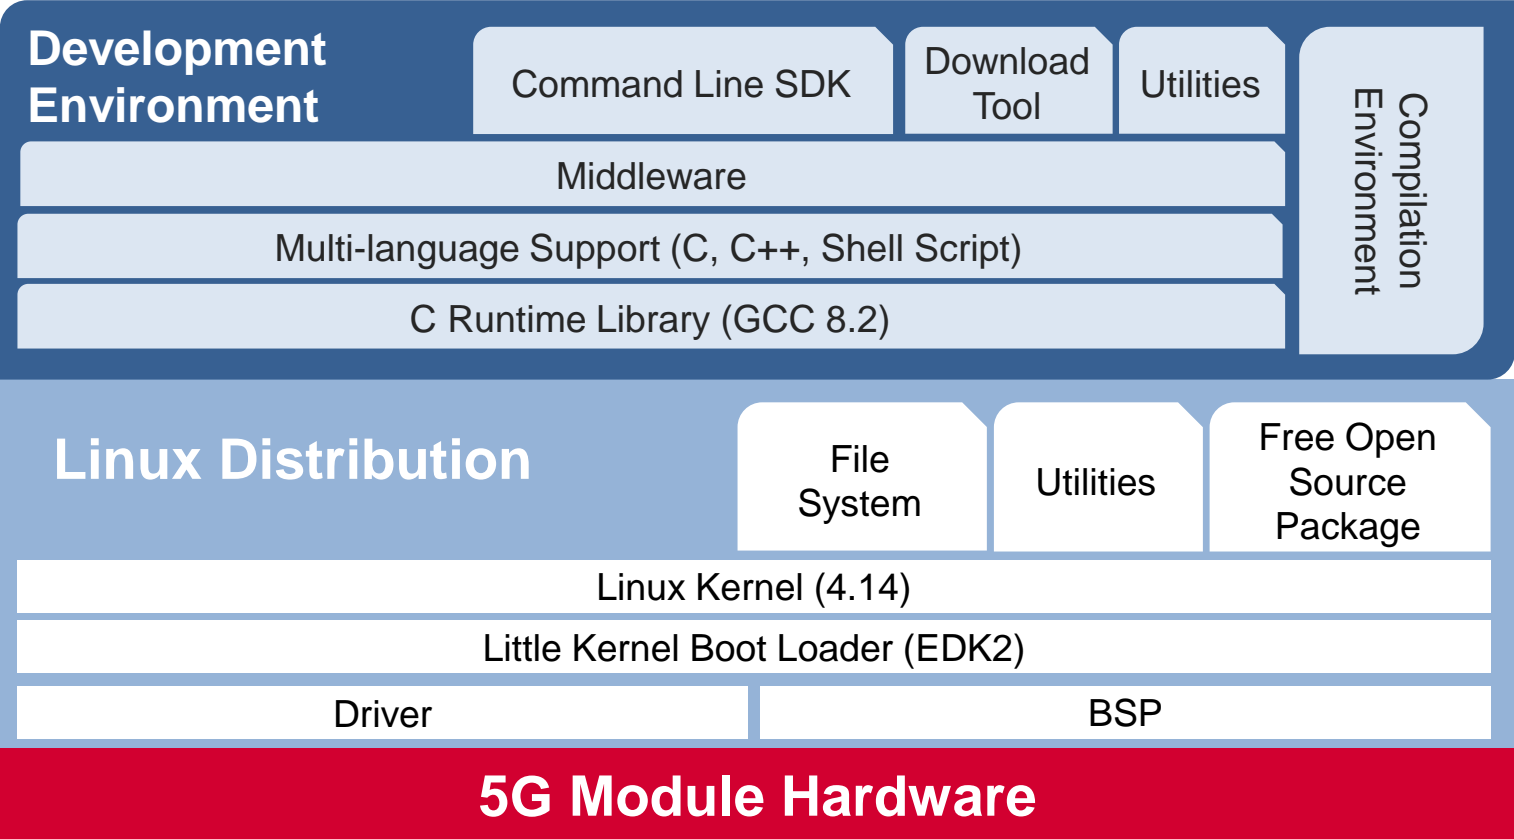 Development
Environment
Command Line SDK
Download
Tool
Utilities
Compilation
Environment
Middleware
Multi-language Support (C, C++, Shell Script)
C Runtime Library (GCC 8.2)
Linux Distribution
File
System
Utilities
Free Open
Source
Package
Linux Kernel (4.14)
Little Kernel Boot Loader (EDK2)
Driver
BSP
5G Module Hardware